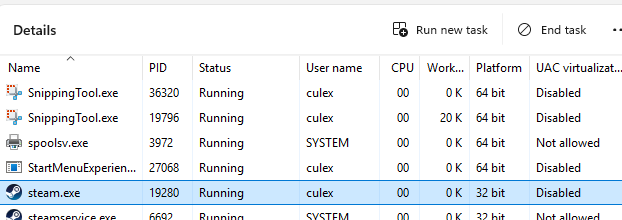 Details Run new task End task
Name PID Status User name CPU Work... Platform UAC virtualizat...
SnippingTool.exe 36320 Running culex 00 0 K 64 bit Disabled
SnippingTool.exe 19796 Running culex 00 20 K 64 bit Disabled
spoolsv.exe 3972 Running SYSTEM 00 0 K 64 bit Not allowed
StartMenuExperien... 27068 Running culex 00 0 K 64 bit Disabled
steam.exe 19280 Running culex 00 0 K 32 bit Disabled
steamservice.exe 6692 Running SYSTEM 00 0 K 32 bit Not allowed